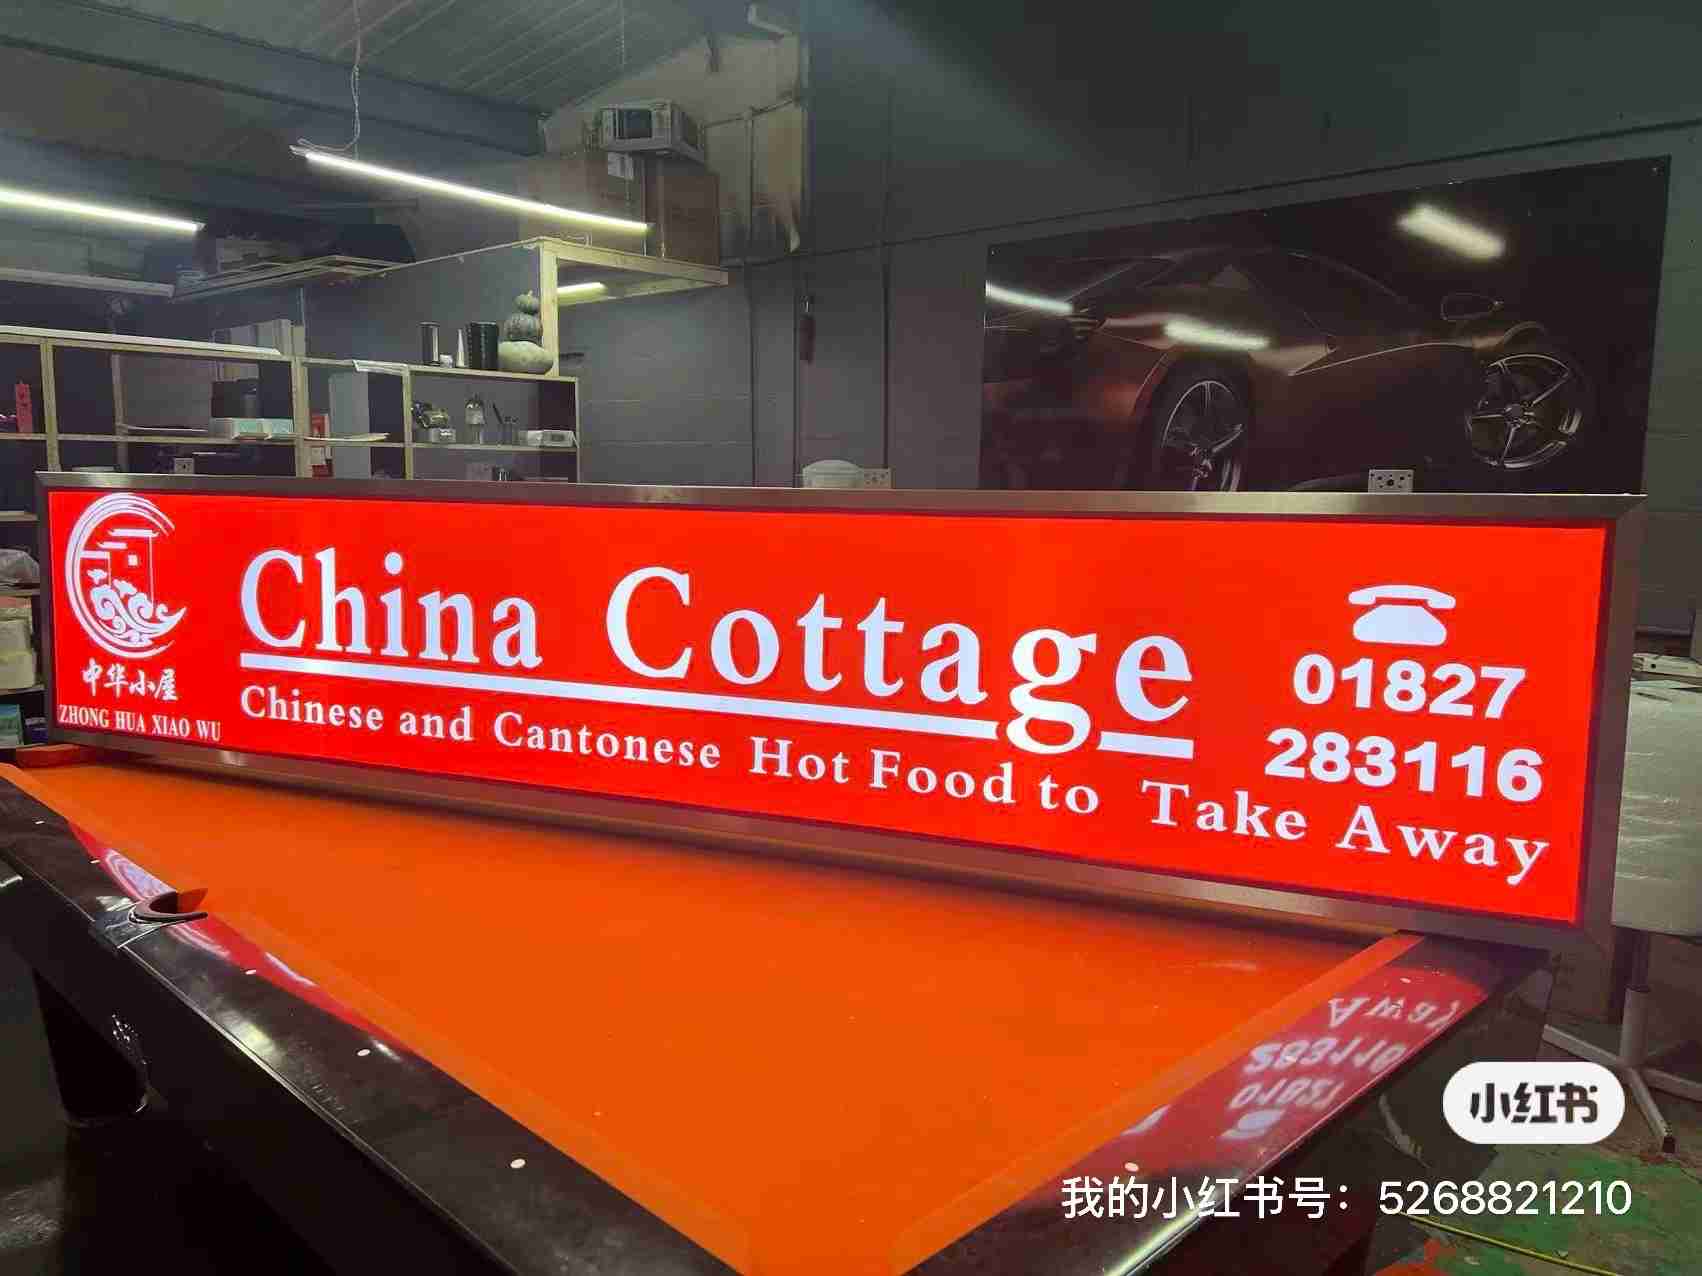 China Cottage
中华小屋
ZHONG HUA XIAO WU
Chinese and Cantonese Hot Food to Take Away
01827
283116
小红书
我的小红书号：5268821210